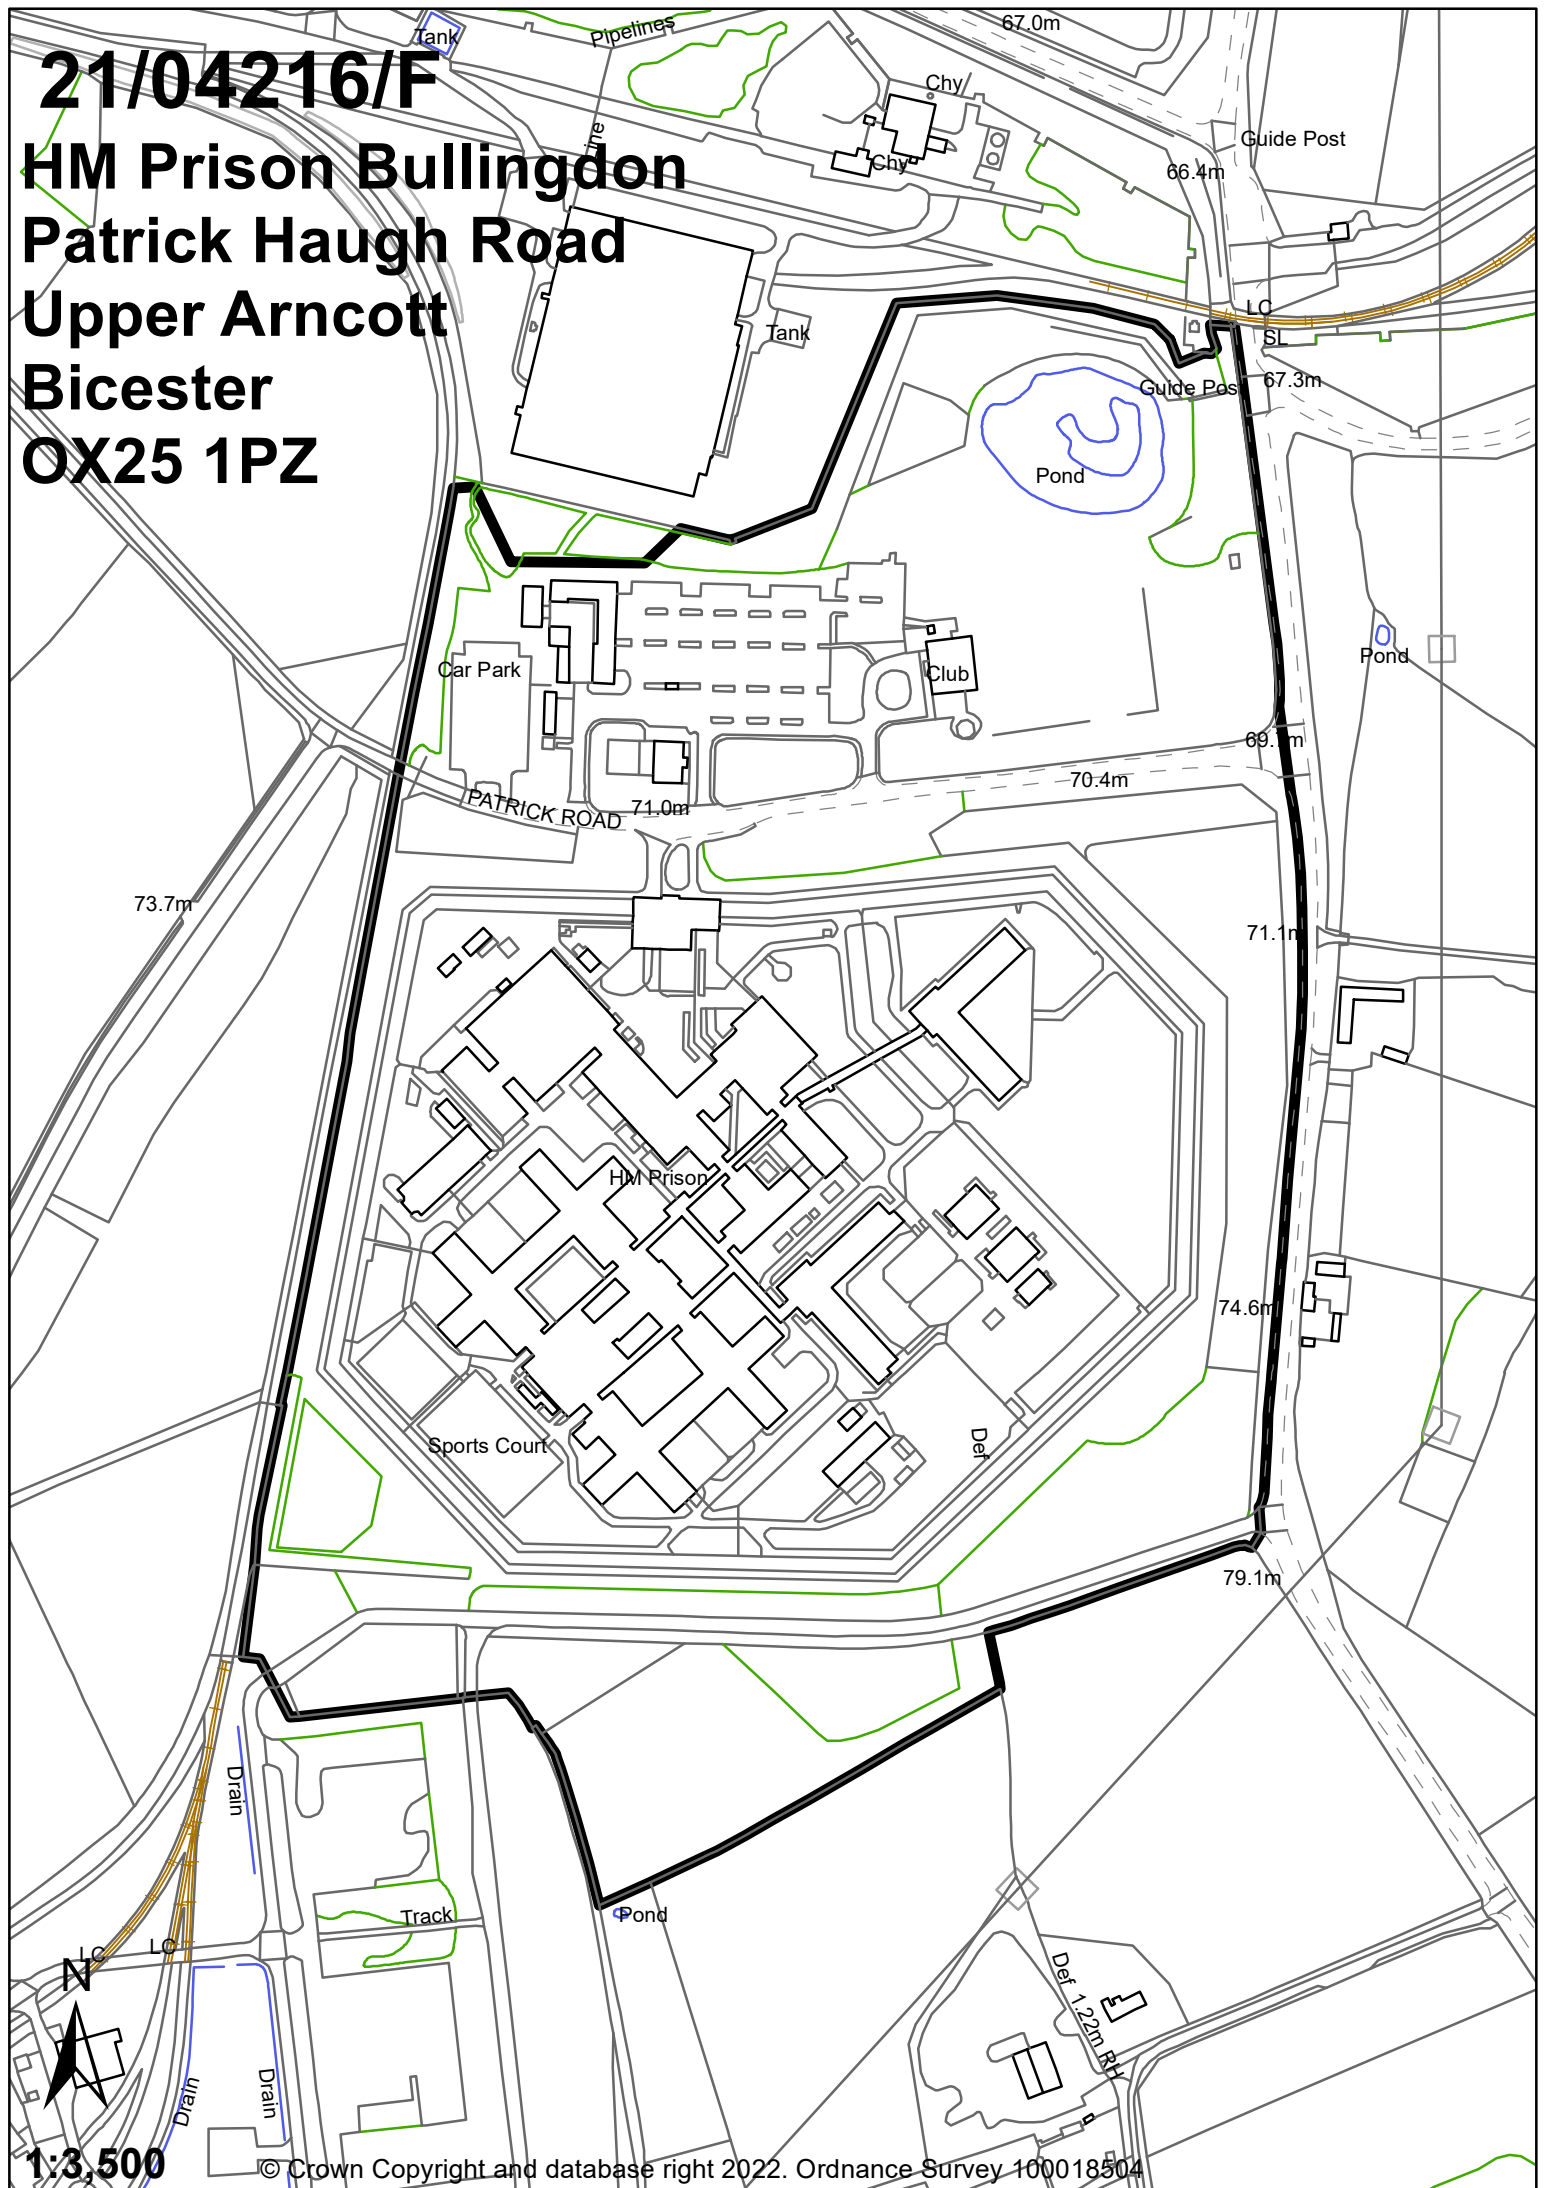 21/04216/F
HM Prison Bullingdon
Patrick Haugh Road
Upper Arncott
Bicester
OX25 1PZ
Tank
Pipelines
67.0m
Chy
Chy
Guide Post
66.4m
LC
SL
Tank
Guide Post
67.3m
Pond
Pond
Car Park
Club
69.7m
70.4m
PATRICK ROAD
71.0m
73.7m
71.1m
HM Prison
74.6m
Sports Court
Def
79.1m
Drain
Track
Pond
LC
LC
N
Def 1.22m RH
Drain
Drain
1:3,500
© Crown Copyright and database right 2022. Ordnance Survey 100018504